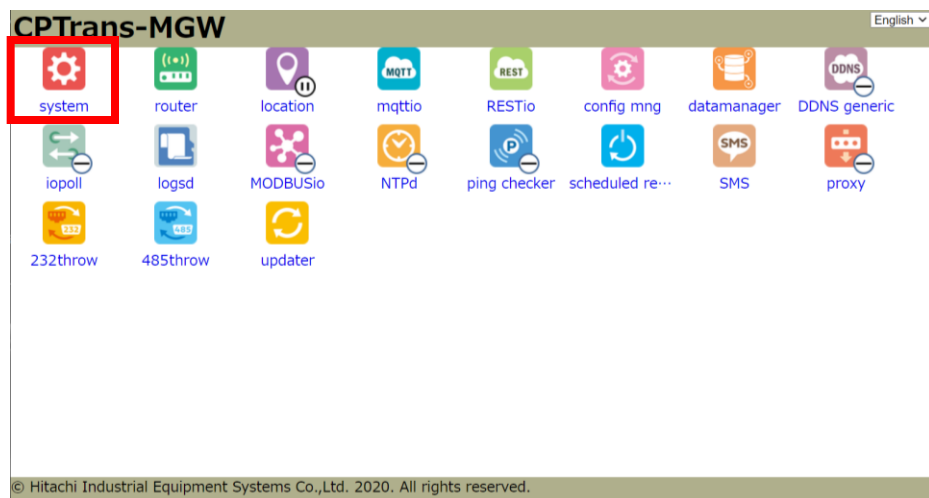 CPTrans-MGW
English
MQTT REST DDNS
system router location mqttio RESTio config mng datamanager DDNS generic
P SMS
iopoll logsd MODBUSio NTPd ping checker scheduled re⋯ SMS proxy
232 485
232throw 485throw updater
© Hitachi Industrial Equipment Systems Co.,Ltd. 2020. All rights reserved.